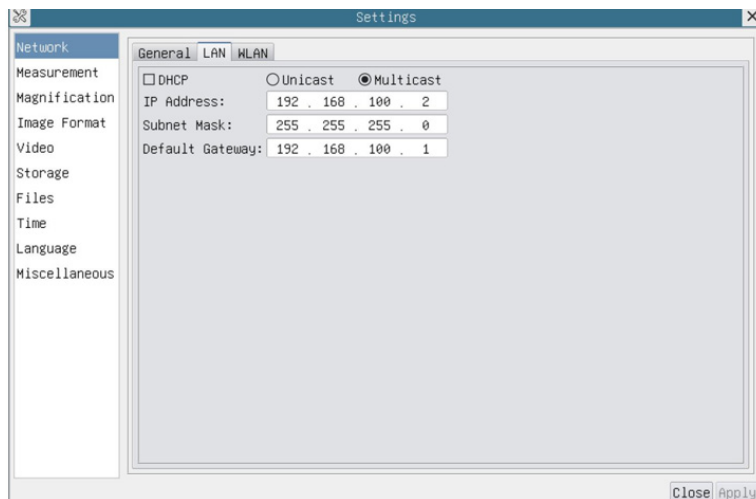 Settings
Network
Measurement
Magnification
Image Format
Video
Storage
Files
Time
Language
Miscellaneous
General LAN WLAN
DHCP Unicast Multicast
IP Address: 192 . 168 . 100 . 2
Subnet Mask: 255 . 255 . 255 . 0
Default Gateway: 192 . 168 . 100 . 1
Close Apply